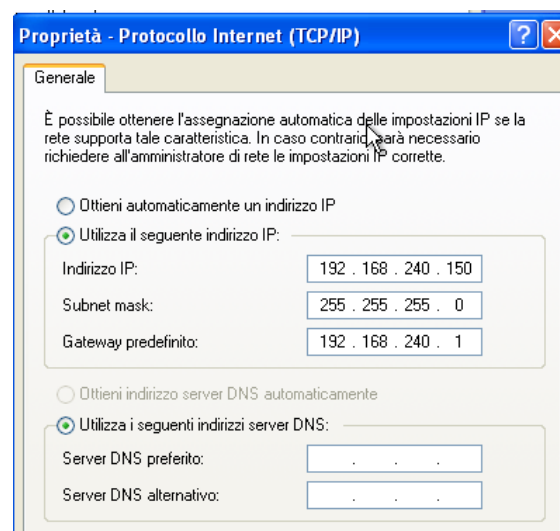 Proprietà - Protocollo Internet (TCP/IP)
Generale
È possibile ottenere l'assegnazione automatica delle impostazioni IP se la
rete supporta tale caratteristica. In caso contrario, sarà necessario
richiedere all'amministratore di rete le impostazioni IP corrette.
Ottieni automaticamente un indirizzo IP
Utilizza il seguente indirizzo IP:
Indirizzo IP: 192 . 168 . 240 . 150
Subnet mask: 255 . 255 . 255 . 0
Gateway predefinito: 192 . 168 . 240 . 1
Ottieni indirizzo server DNS automaticamente
Utilizza i seguenti indirizzi server DNS:
Server DNS preferito: . . .
Server DNS alternativo: . . .